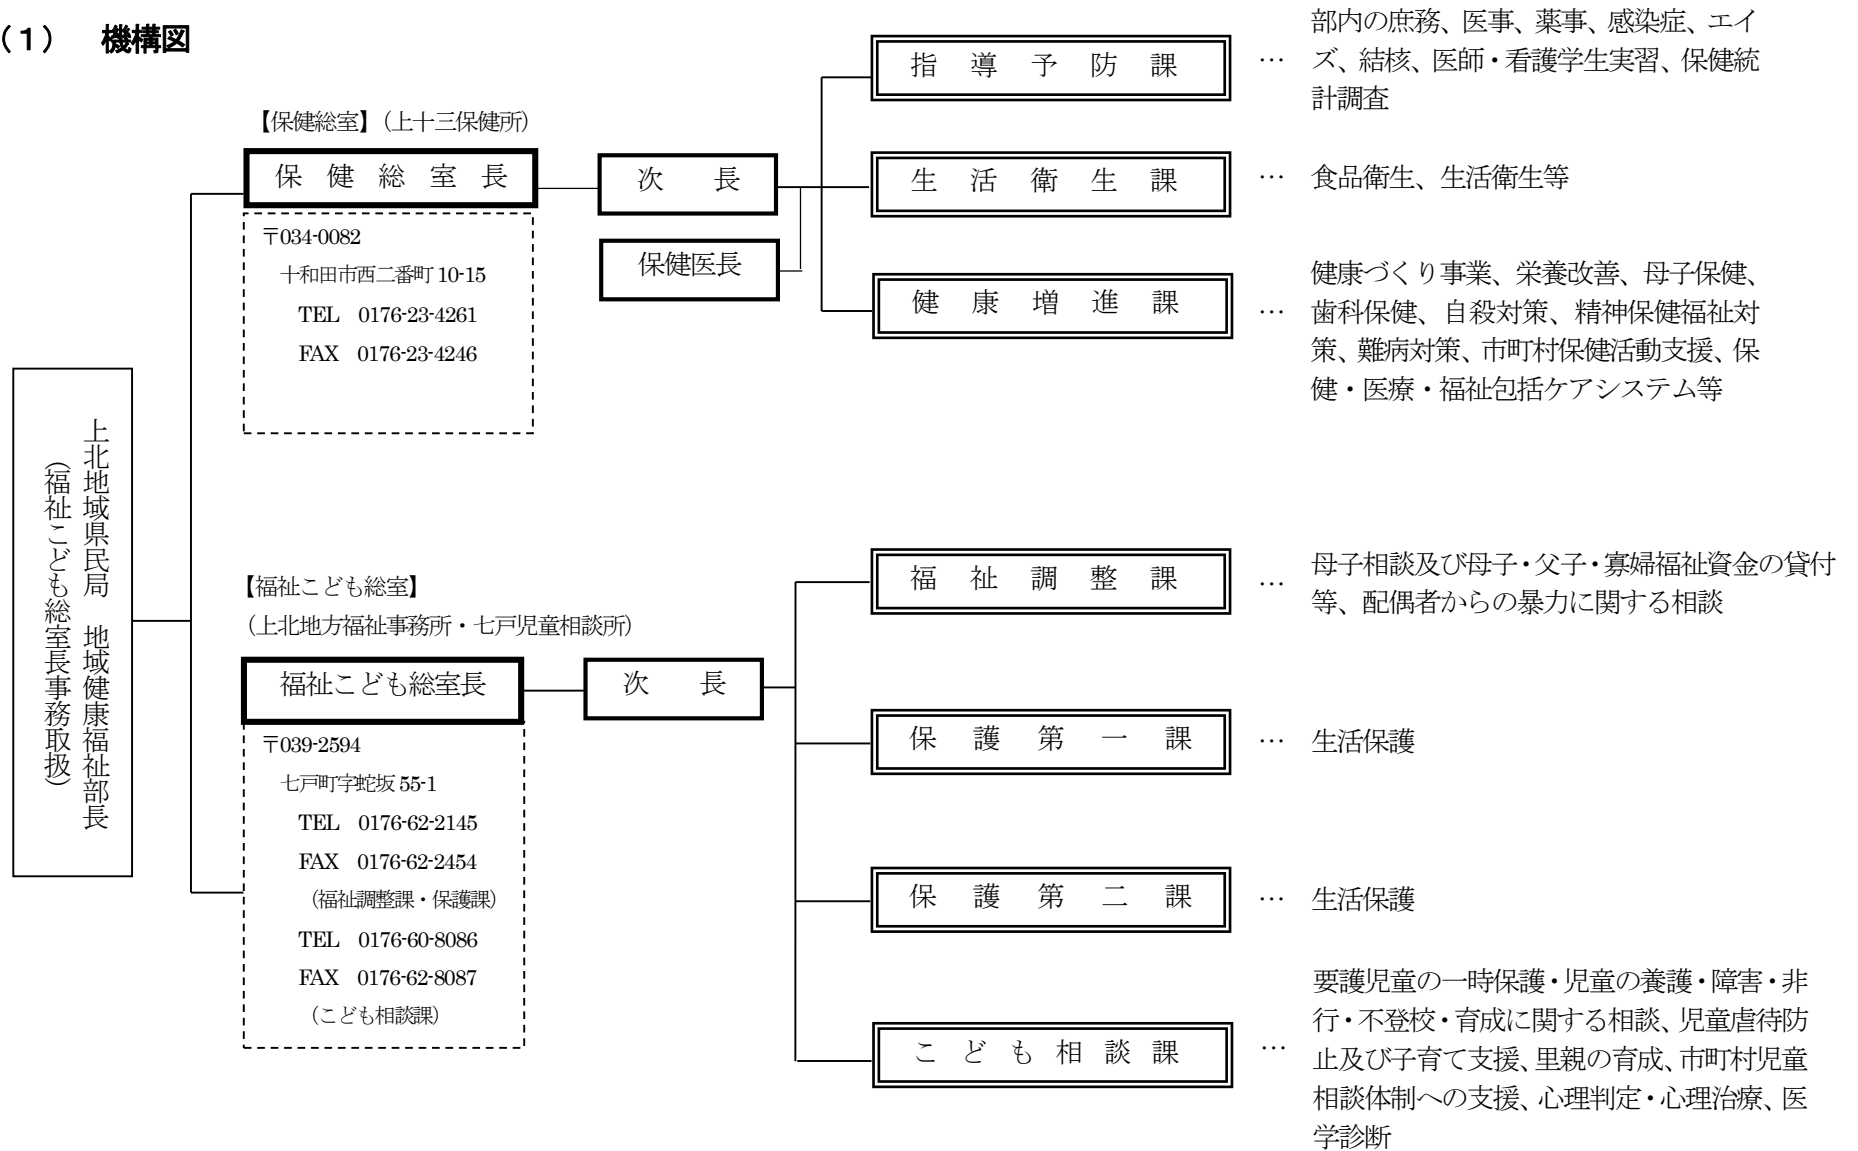 （１）　機構図
上北地域県民局　地域健康福祉部長
（福祉こども総室長事務取扱）
【保健総室】（上十三保健所）
保健総室長
〒034-0082
十和田市西二番町 10-15
TEL　0176-23-4261
FAX　0176-23-4246
次　長
保健医長
指導予防課
… 部内の庶務、医事、薬事、感染症、エイ
ズ、結核、医師・看護学生実習、保健統
計調査
生活衛生課
… 食品衛生、生活衛生等
健康増進課
… 健康づくり事業、栄養改善、母子保健、
歯科保健、自殺対策、精神保健福祉対
策、難病対策、市町村保健活動支援、保
健・医療・福祉包括ケアシステム等
【福祉こども総室】
（上北地方福祉事務所・七戸児童相談所）
福祉こども総室長
〒039-2594
七戸町字蛇坂 55-1
TEL　0176-62-2145
FAX　0176-62-2454
（福祉調整課・保護課）
TEL　0176-60-8086
FAX　0176-62-8087
（こども相談課）
次　長
福祉調整課
… 母子相談及び母子・父子・寡婦福祉資金の貸付
等、配偶者からの暴力に関する相談
保護第一課
… 生活保護
保護第二課
… 生活保護
こども相談課
… 要護児童の一時保護・児童の養護・障害・非
行・不登校・育成に関する相談、児童虐待防
止及び子育て支援、里親の育成、市町村児童
相談体制への支援、心理判定・心理治療、医
学診断